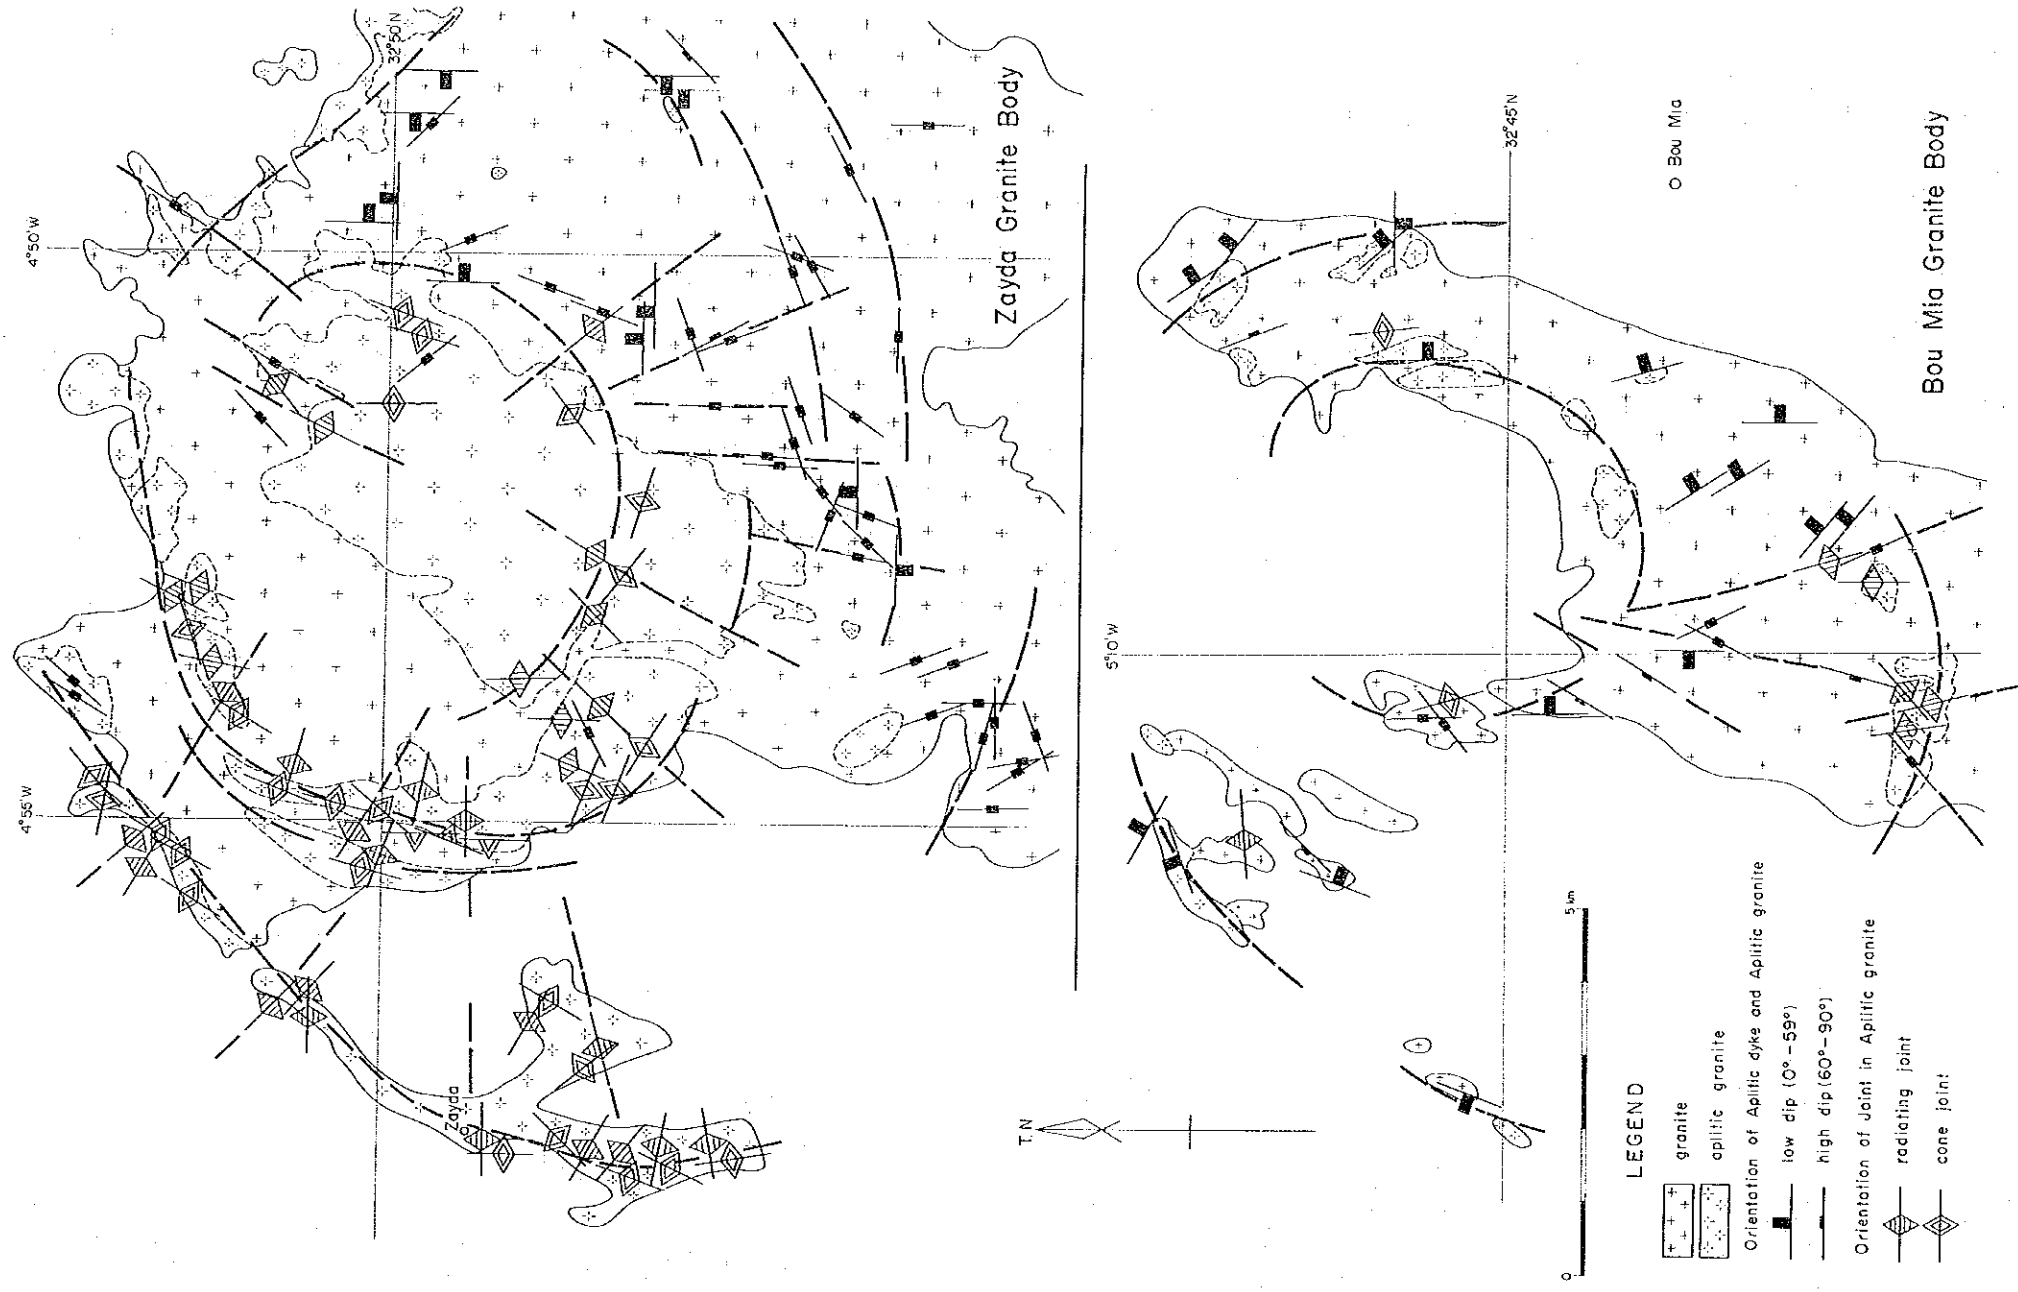 4°50'W
4°55'W
32°50'N
Zayda
Zayda Granite Body
T. N
5°10'W
32°45'N
Bou Mia
Bou Mia Granite Body
0
5 km
LEGEND
granite
aplitic granite
Orientation of Aplitic dyke and Aplitic granite
low dip (0°-59°)
high dip (60°-90°)
Orientation of Joint in Aplitic granite
radiating joint
cone joint